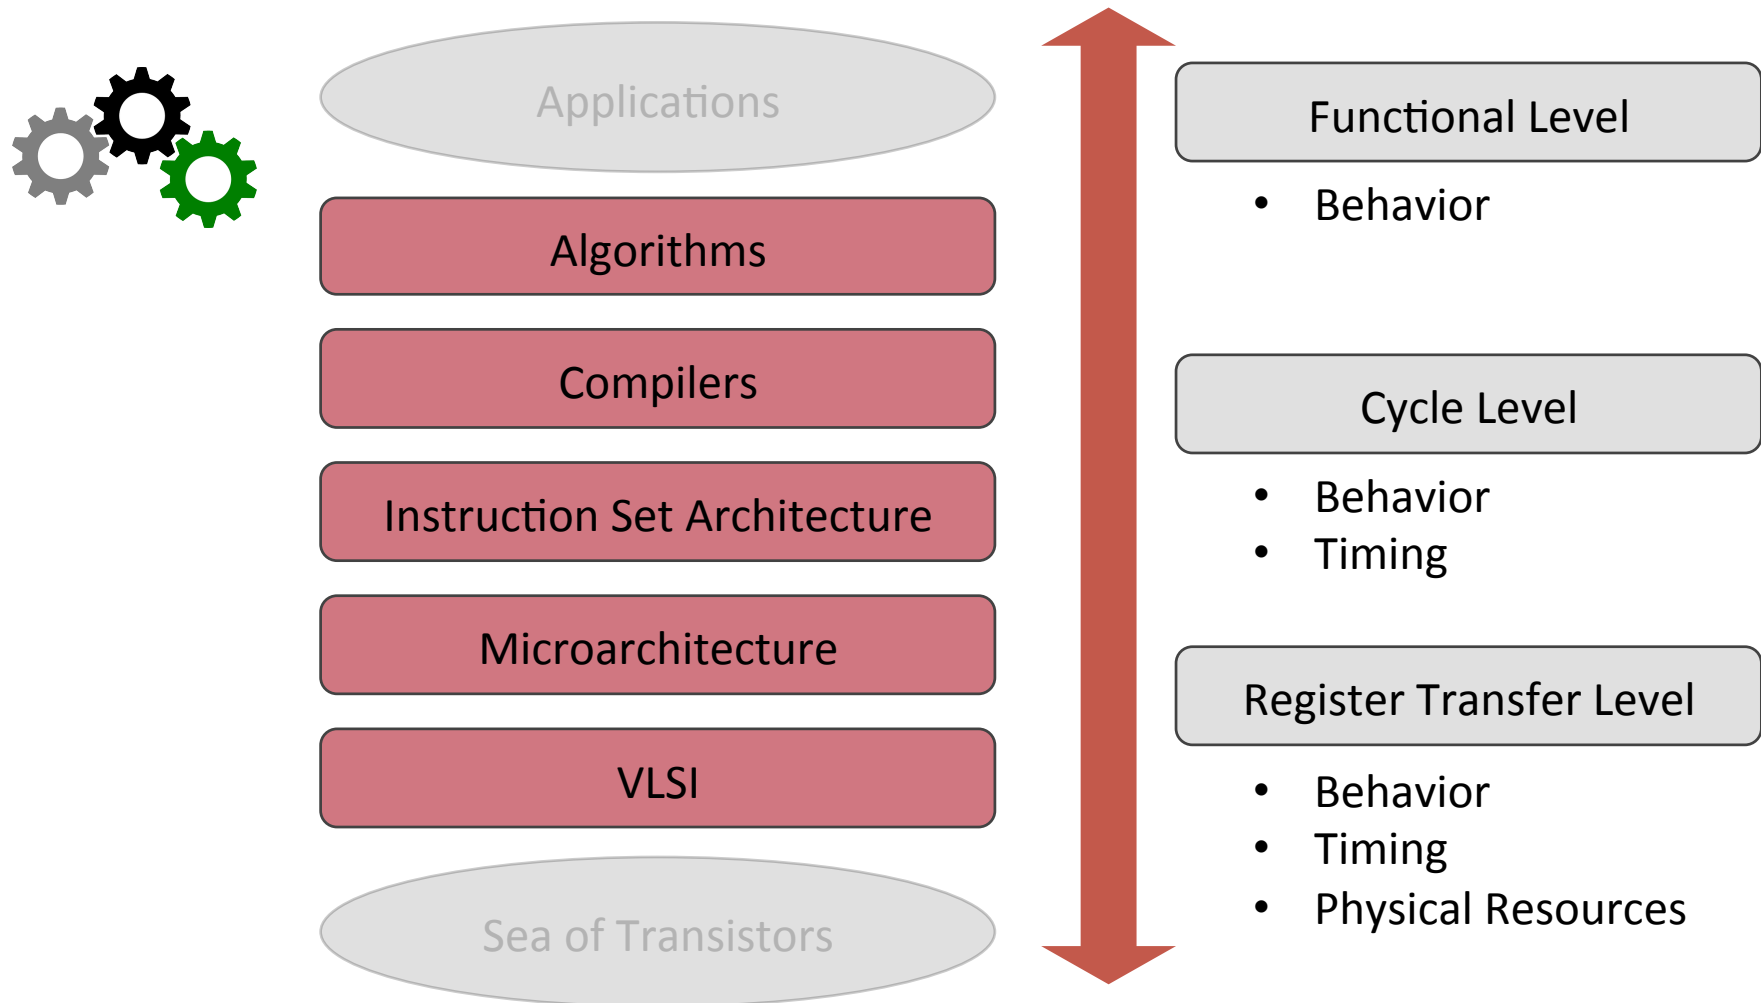 Applications
Algorithms
Compilers
Instruction Set Architecture
Microarchitecture
VLSI
Sea of Transistors
Functional Level
• Behavior
Cycle Level
• Behavior
• Timing
Register Transfer Level
• Behavior
• Timing
• Physical Resources